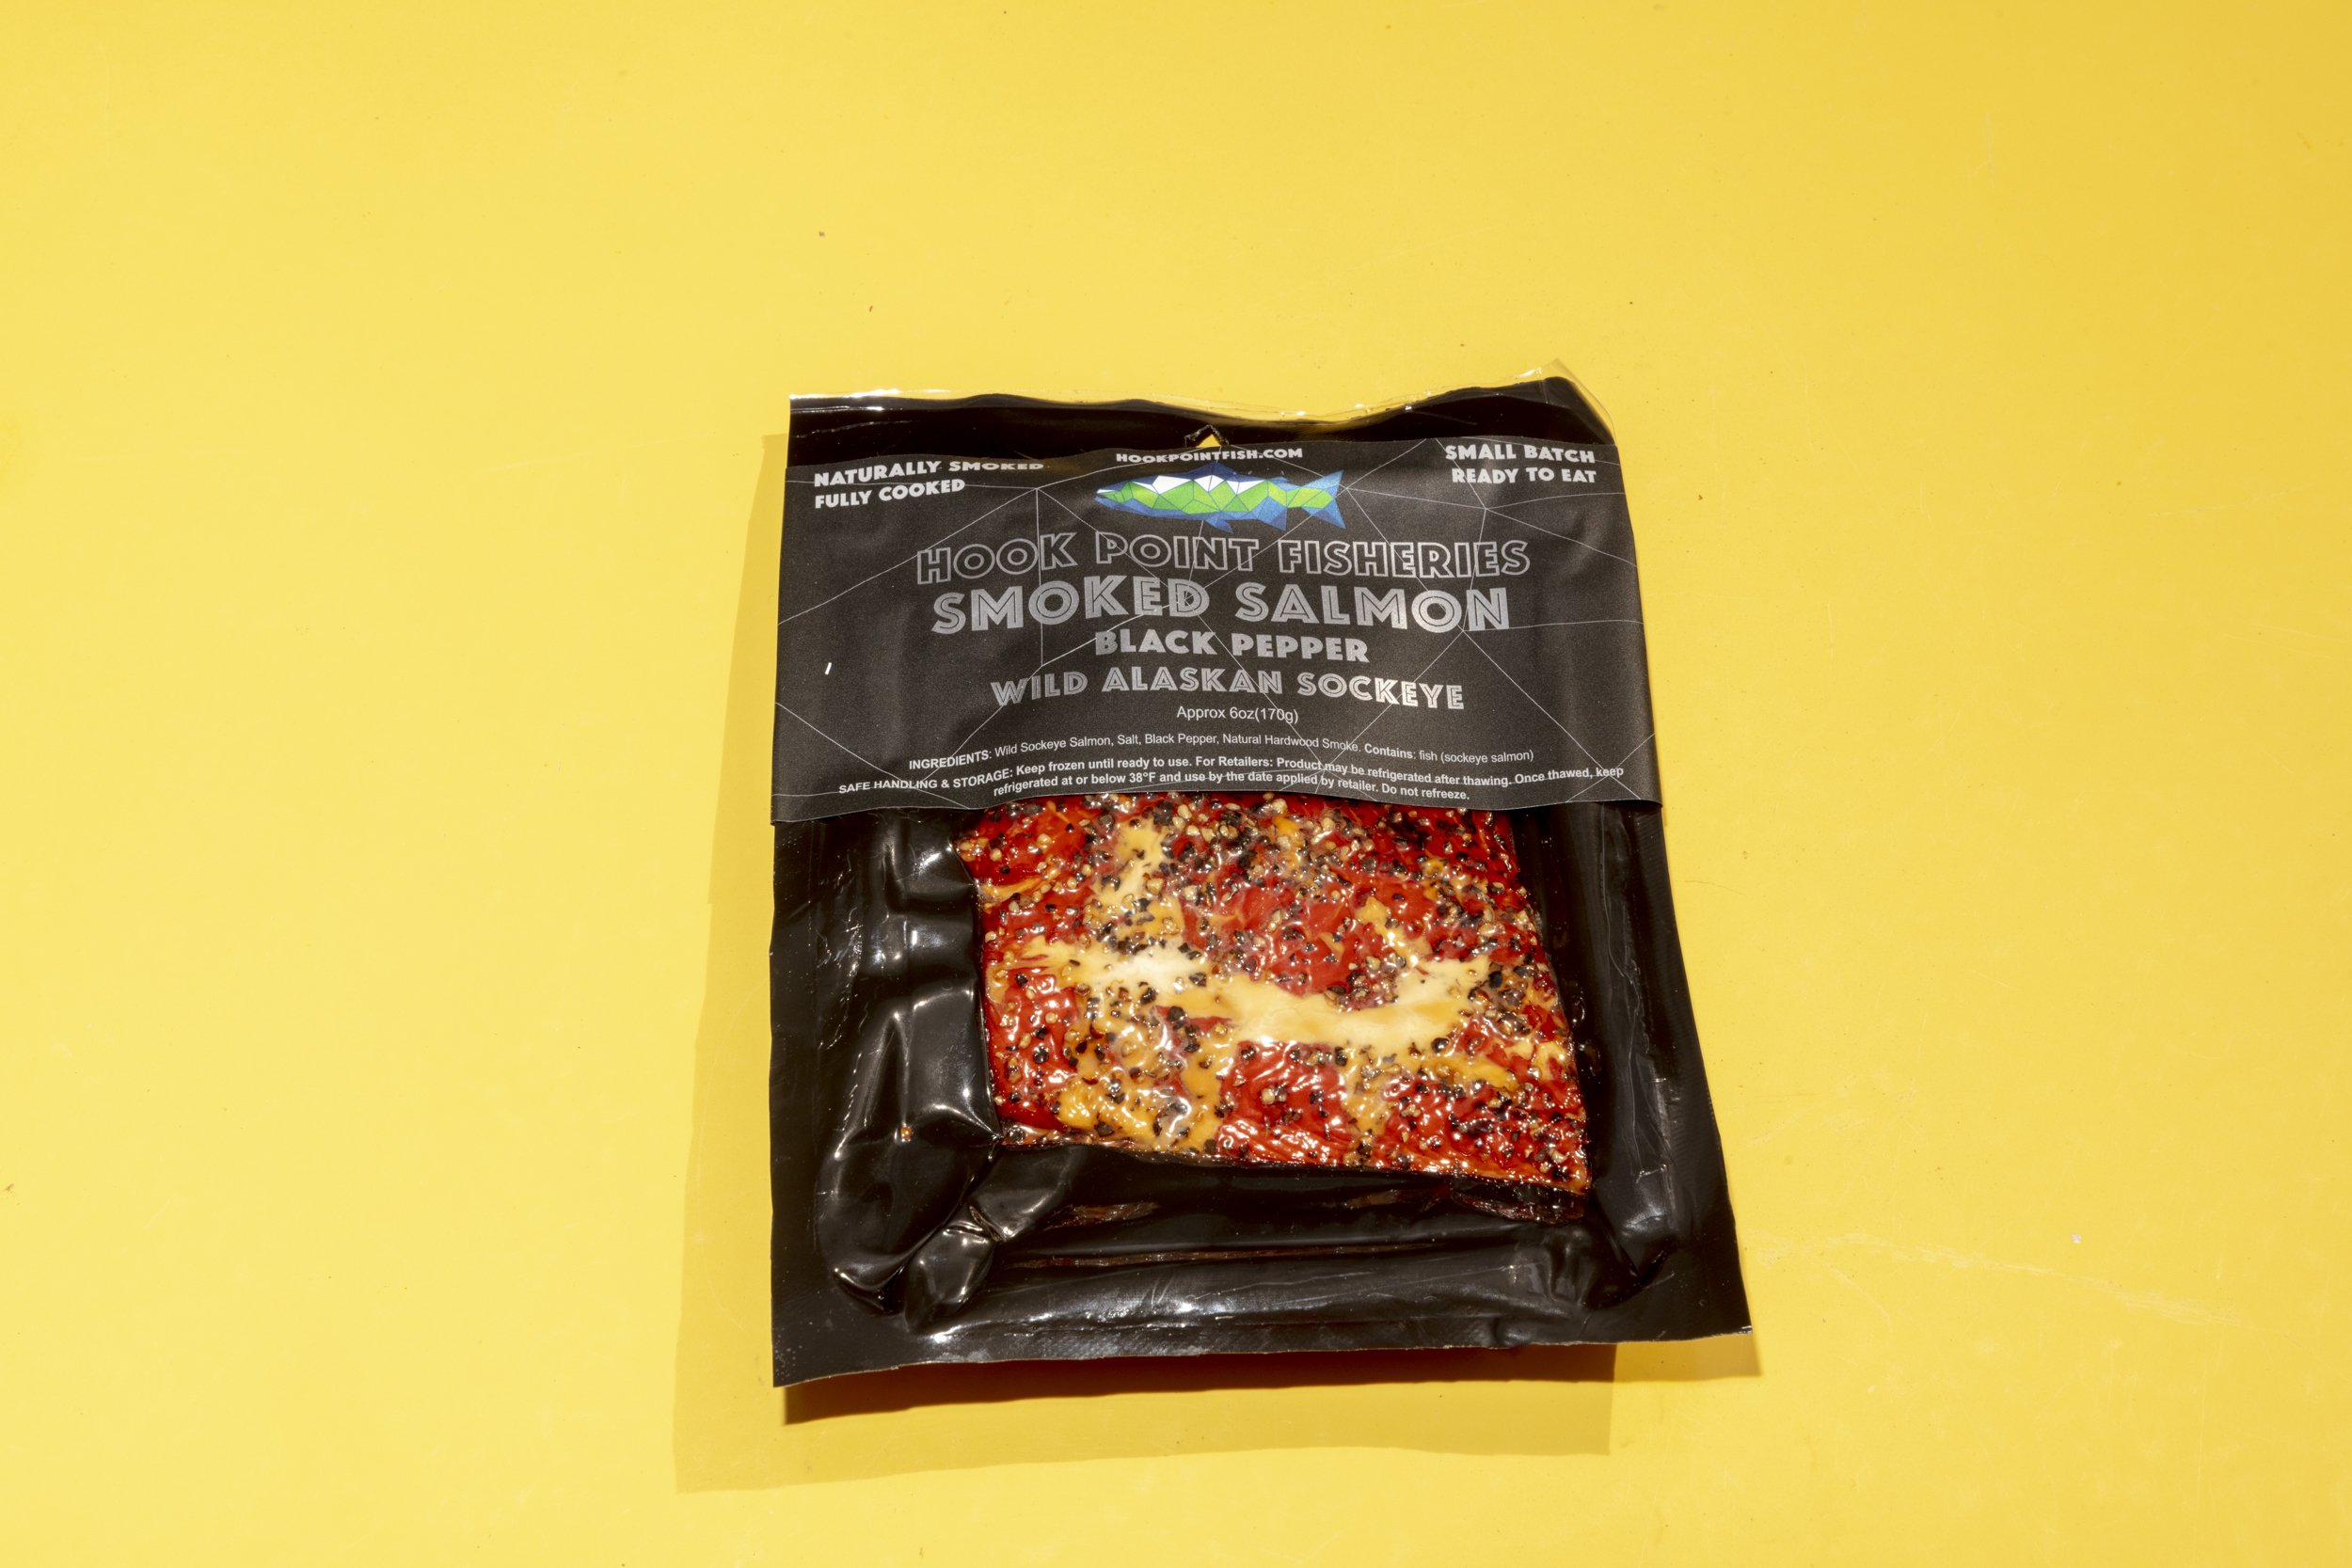 NATURALLY SMOKED
FULLY COOKED
HOOKPOINTFISH.COM
SMALL BATCH
READY TO EAT
HOOK POINT FISHERIES
SMOKED SALMON
BLACK PEPPER
WILD ALASKAN SOCKEYE
Approx 6oz(170g)
INGREDIENTS: Wild Sockeye Salmon, Salt, Black Pepper, Natural Hardwood Smoke. Contains: fish (sockeye salmon)
SAFE HANDLING & STORAGE: Keep frozen until ready to use. For Retailers: Product may be refrigerated after thawing. Once thawed, keep
refrigerated at or below 38°F and use by the date applied by retailer. Do not refreeze.